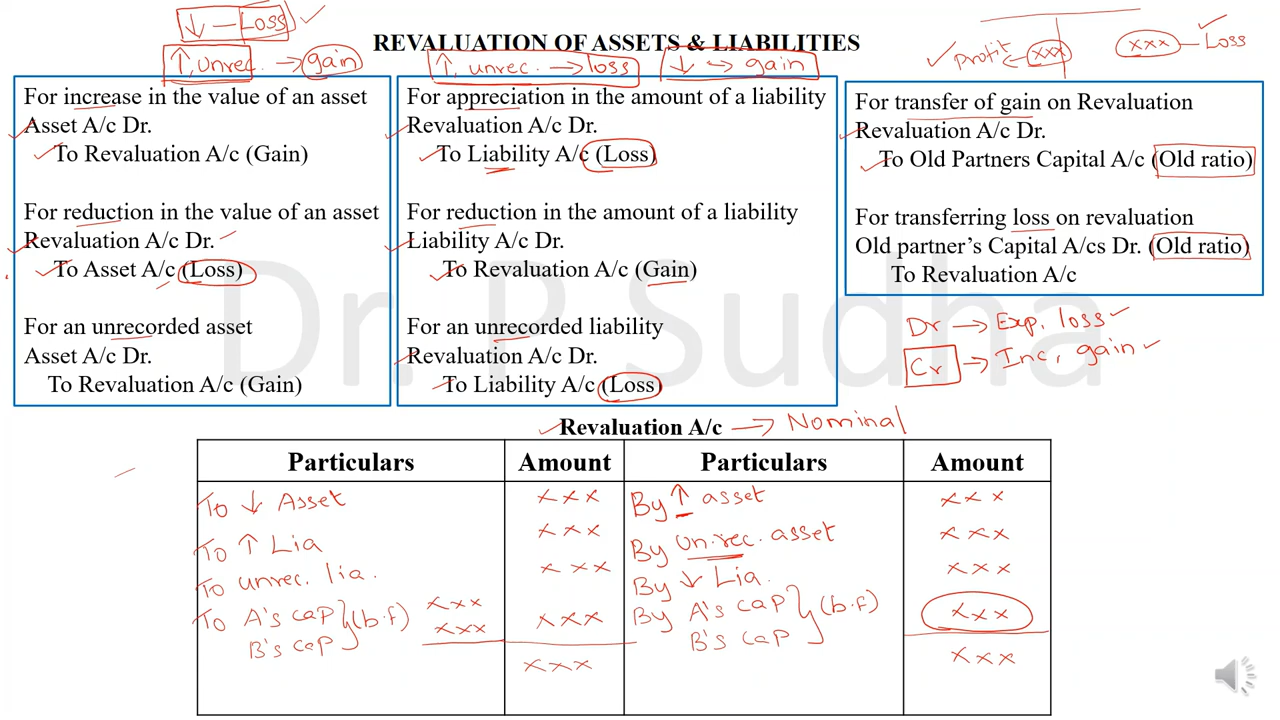 ↓ — Loss
REVALUATION OF ASSETS & LIABILITIES
↑, unrec. → gain
↑, unrec. → loss
↓ ↪ gain
profit ← xxx
xxx — Loss
For increase in the value of an asset
Asset A/c Dr.
To Revaluation A/c (Gain)
For reduction in the value of an asset
Revaluation A/c Dr.
To Asset A/c (Loss)
For an unrecorded asset
Asset A/c Dr.
To Revaluation A/c (Gain)
For appreciation in the amount of a liability
Revaluation A/c Dr.
To Liability A/c (Loss)
For reduction in the amount of a liability
Liability A/c Dr.
To Revaluation A/c (Gain)
For an unrecorded liability
Revaluation A/c Dr.
To Liability A/c (Loss)
For transfer of gain on Revaluation
Revaluation A/c Dr.
To Old Partners Capital A/c (Old ratio)
For transferring loss on revaluation
Old partner's Capital A/cs Dr. (Old ratio)
To Revaluation A/c
Dr. P Sudha
Dr → Exp, loss
Cr → Inc, gain
Revaluation A/c → Nominal
Particulars Amount Particulars Amount
To ↓ Asset xxx By ↑ asset xxx
To ↑ Lia xxx By un.rec. asset xxx
To unrec. lia. xxx By ↓ Lia. xxx
To A's cap } (b.f) xxx xxx By A's cap } (b.f) xxx
B's cap xxx B's cap
xxx xxx